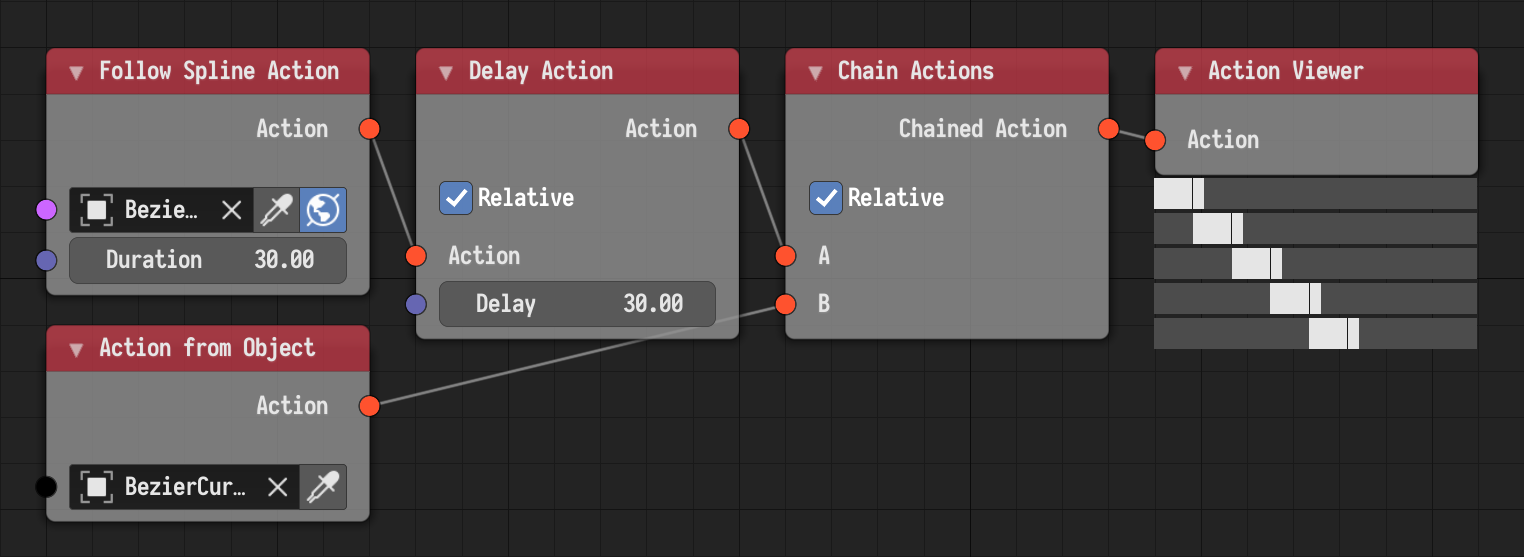 Follow Spline Action
Action
Bezie...
Duration 30.00
Action from Object
Action
BezierCur...
Delay Action
Action
Relative
Action
Delay 30.00
Chain Actions
Chained Action
Relative
A
B
Action Viewer
Action